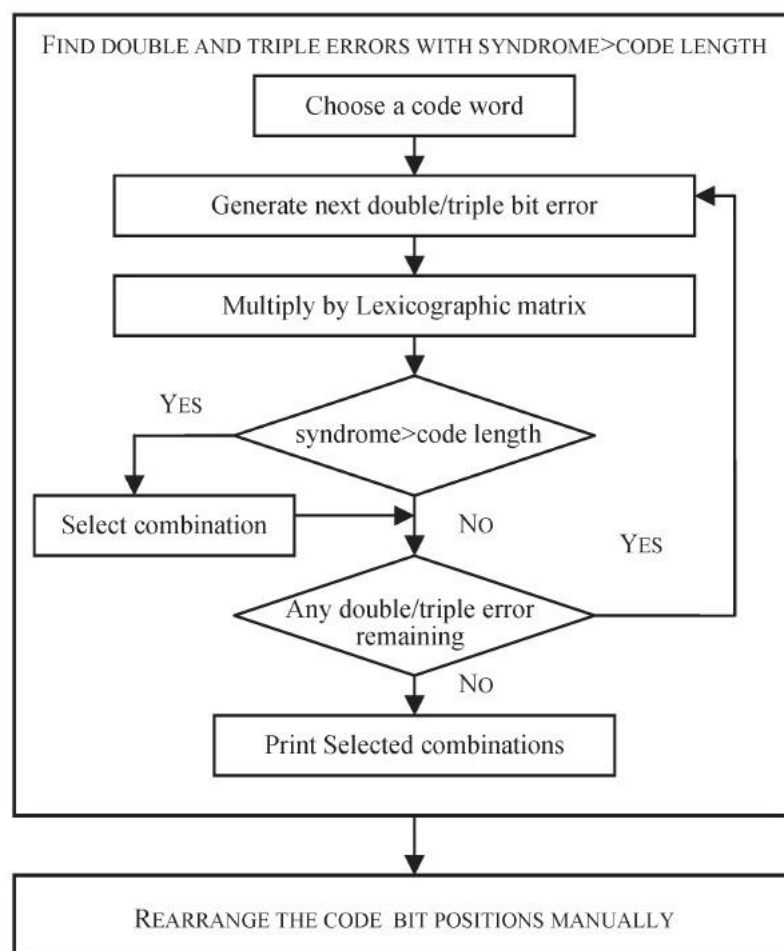 FIND DOUBLE AND TRIPLE ERRORS WITH SYNDROME>CODE LENGTH
Choose a code word
Generate next double/triple bit error
Multiply by Lexicographic matrix
YES
syndrome>code length
Select combination
NO
YES
Any double/triple error
remaining
NO
Print Selected combinations
REARRANGE THE CODE BIT POSITIONS MANUALLY